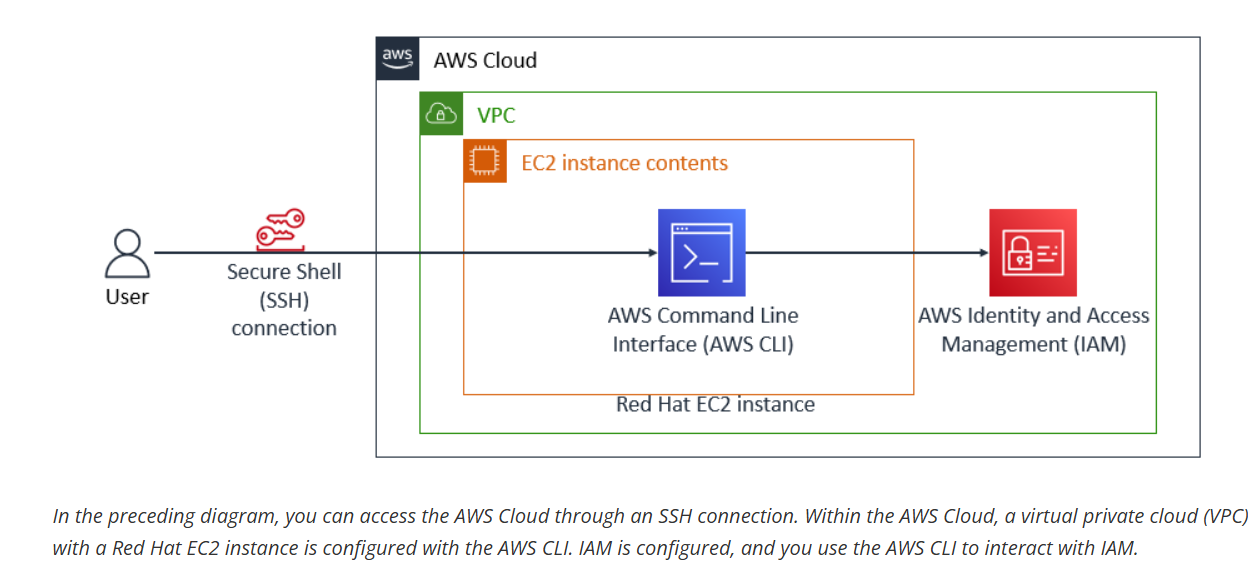 aws
AWS Cloud
VPC
EC2 instance contents
User
Secure Shell
(SSH)
connection
AWS Command Line
Interface (AWS CLI)
AWS Identity and Access
Management (IAM)
Red Hat EC2 instance
In the preceding diagram, you can access the AWS Cloud through an SSH connection. Within the AWS Cloud, a virtual private cloud (VPC)
with a Red Hat EC2 instance is configured with the AWS CLI. IAM is configured, and you use the AWS CLI to interact with IAM.